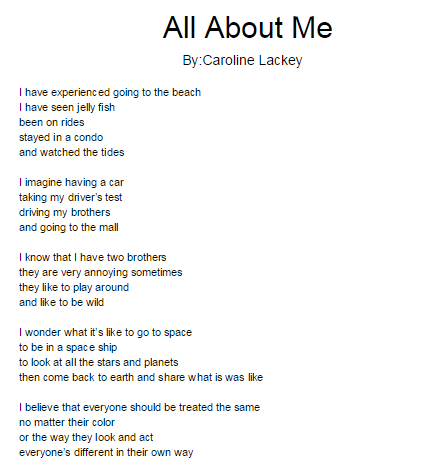 All About Me
By:Caroline Lackey
I have experienced going to the beach
I have seen jelly fish
been on rides
stayed in a condo
and watched the tides
I imagine having a car
taking my driver's test
driving my brothers
and going to the mall
I know that I have two brothers
they are very annoying sometimes
they like to play around
and like to be wild
I wonder what it's like to go to space
to be in a space ship
to look at all the stars and planets
then come back to earth and share what is was like
I believe that everyone should be treated the same
no matter their color
or the way they look and act
everyone's different in their own way